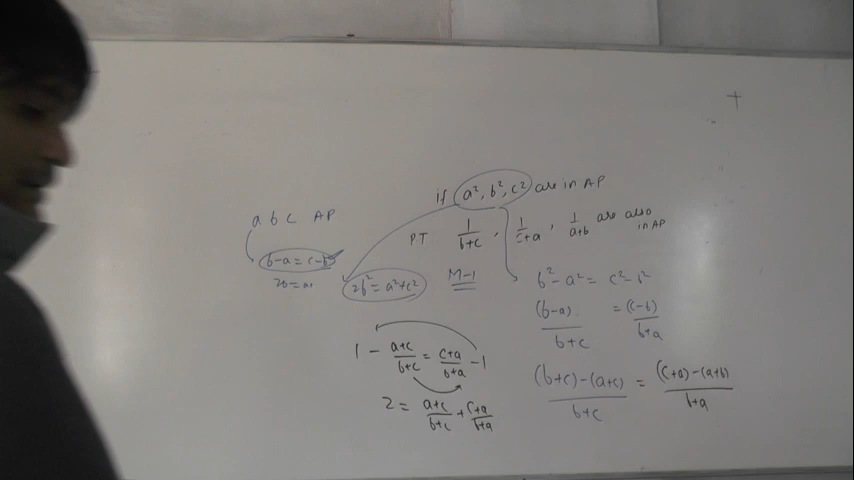 if a², b², c² are in AP
a b c AP
PT 1/(b+c), 1/(c+a), 1/(a+b) are also in AP
b-a = c-b
2b² = a²+c²
M-1
b²-a² = c²-b²
(b-a)/(b+c) = (c-b)/(b+a)
1 - (a+c)/(b+c) = (c+a)/(b+a) - 1
(b+c)-(a+c)/(b+c) = (c+a)-(a+b)/(b+a)
2 = (a+c)/(b+c) + (c+a)/(b+a)